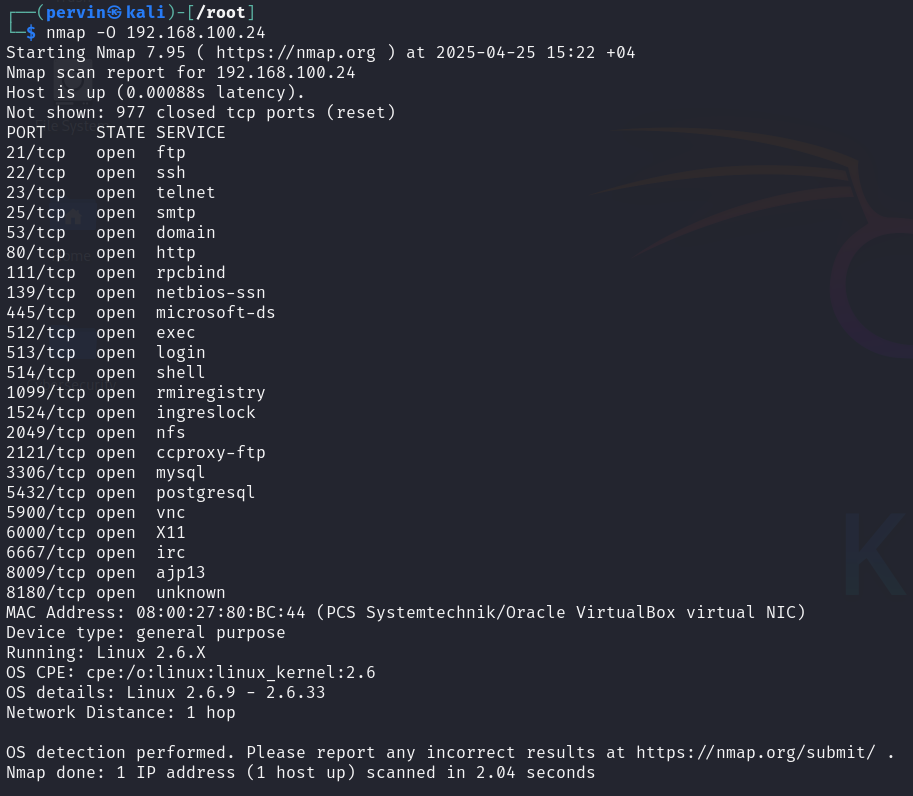 ┌──(pervin㉿kali)-[/root]
└─$ nmap -O 192.168.100.24
Starting Nmap 7.95 ( https://nmap.org ) at 2025-04-25 15:22 +04
Nmap scan report for 192.168.100.24
Host is up (0.00088s latency).
Not shown: 977 closed tcp ports (reset)
PORT     STATE SERVICE
21/tcp   open  ftp
22/tcp   open  ssh
23/tcp   open  telnet
25/tcp   open  smtp
53/tcp   open  domain
80/tcp   open  http
111/tcp  open  rpcbind
139/tcp  open  netbios-ssn
445/tcp  open  microsoft-ds
512/tcp  open  exec
513/tcp  open  login
514/tcp  open  shell
1099/tcp open  rmiregistry
1524/tcp open  ingreslock
2049/tcp open  nfs
2121/tcp open  ccproxy-ftp
3306/tcp open  mysql
5432/tcp open  postgresql
5900/tcp open  vnc
6000/tcp open  X11
6667/tcp open  irc
8009/tcp open  ajp13
8180/tcp open  unknown
MAC Address: 08:00:27:80:BC:44 (PCS Systemtechnik/Oracle VirtualBox virtual NIC)
Device type: general purpose
Running: Linux 2.6.X
OS CPE: cpe:/o:linux:linux_kernel:2.6
OS details: Linux 2.6.9 - 2.6.33
Network Distance: 1 hop

OS detection performed. Please report any incorrect results at https://nmap.org/submit/ .
Nmap done: 1 IP address (1 host up) scanned in 2.04 seconds